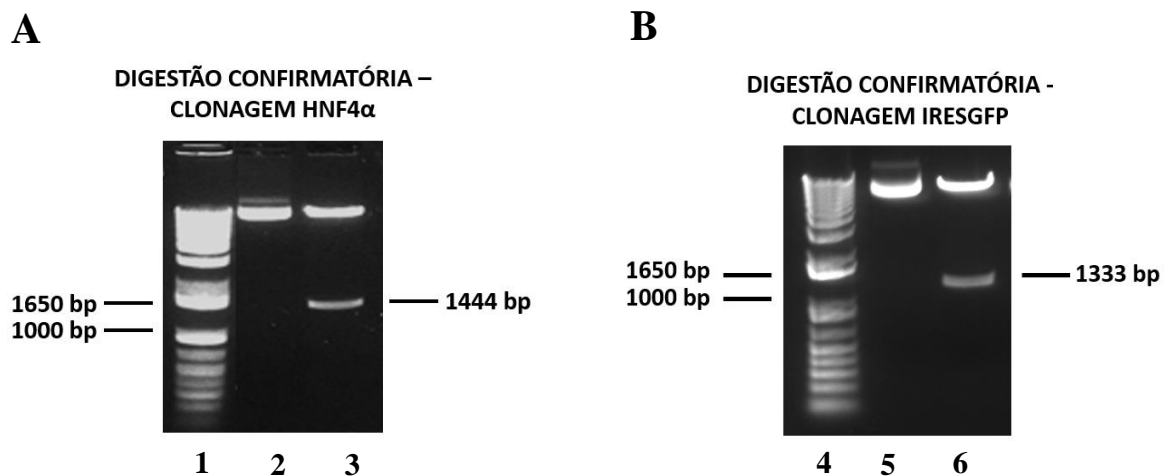 A
DIGESTÃO CONFIRMATÓRIA –
CLONAGEM HNF4α
1650 bp
1000 bp
1444 bp
1
2
3
B
DIGESTÃO CONFIRMATÓRIA -
CLONAGEM IRESGFP
1650 bp
1000 bp
1333 bp
4
5
6